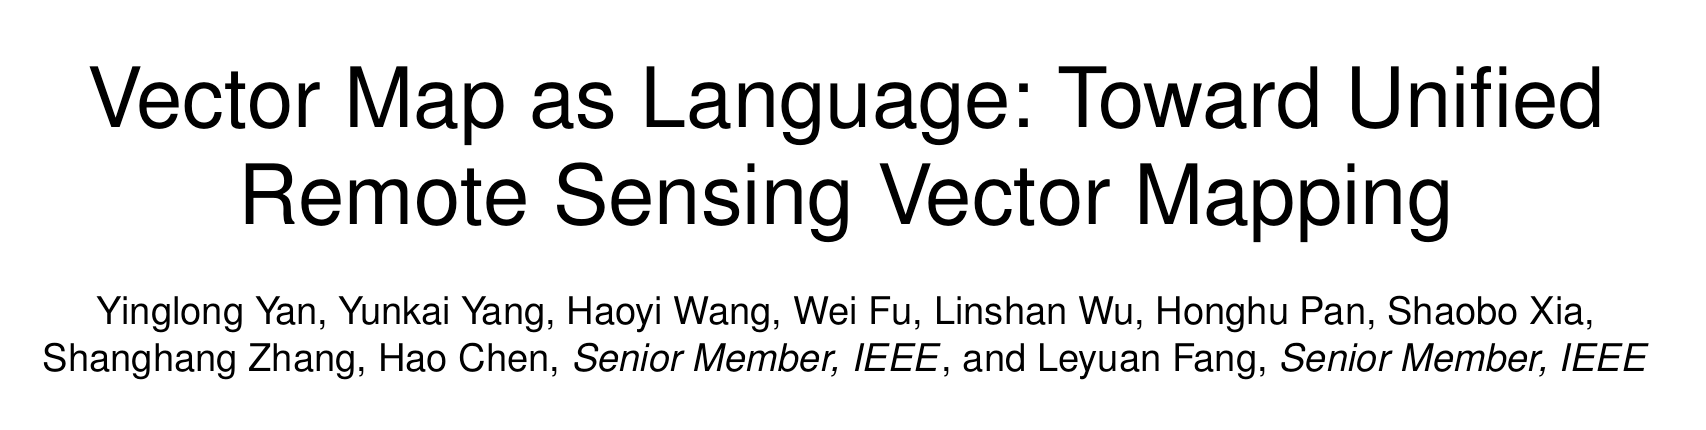 Vector Map as Language: Toward Unified
Remote Sensing Vector Mapping
Yinglong Yan, Yunkai Yang, Haoyi Wang, Wei Fu, Linshan Wu, Honghu Pan, Shaobo Xia,
Shanghang Zhang, Hao Chen, Senior Member, IEEE, and Leyuan Fang, Senior Member, IEEE